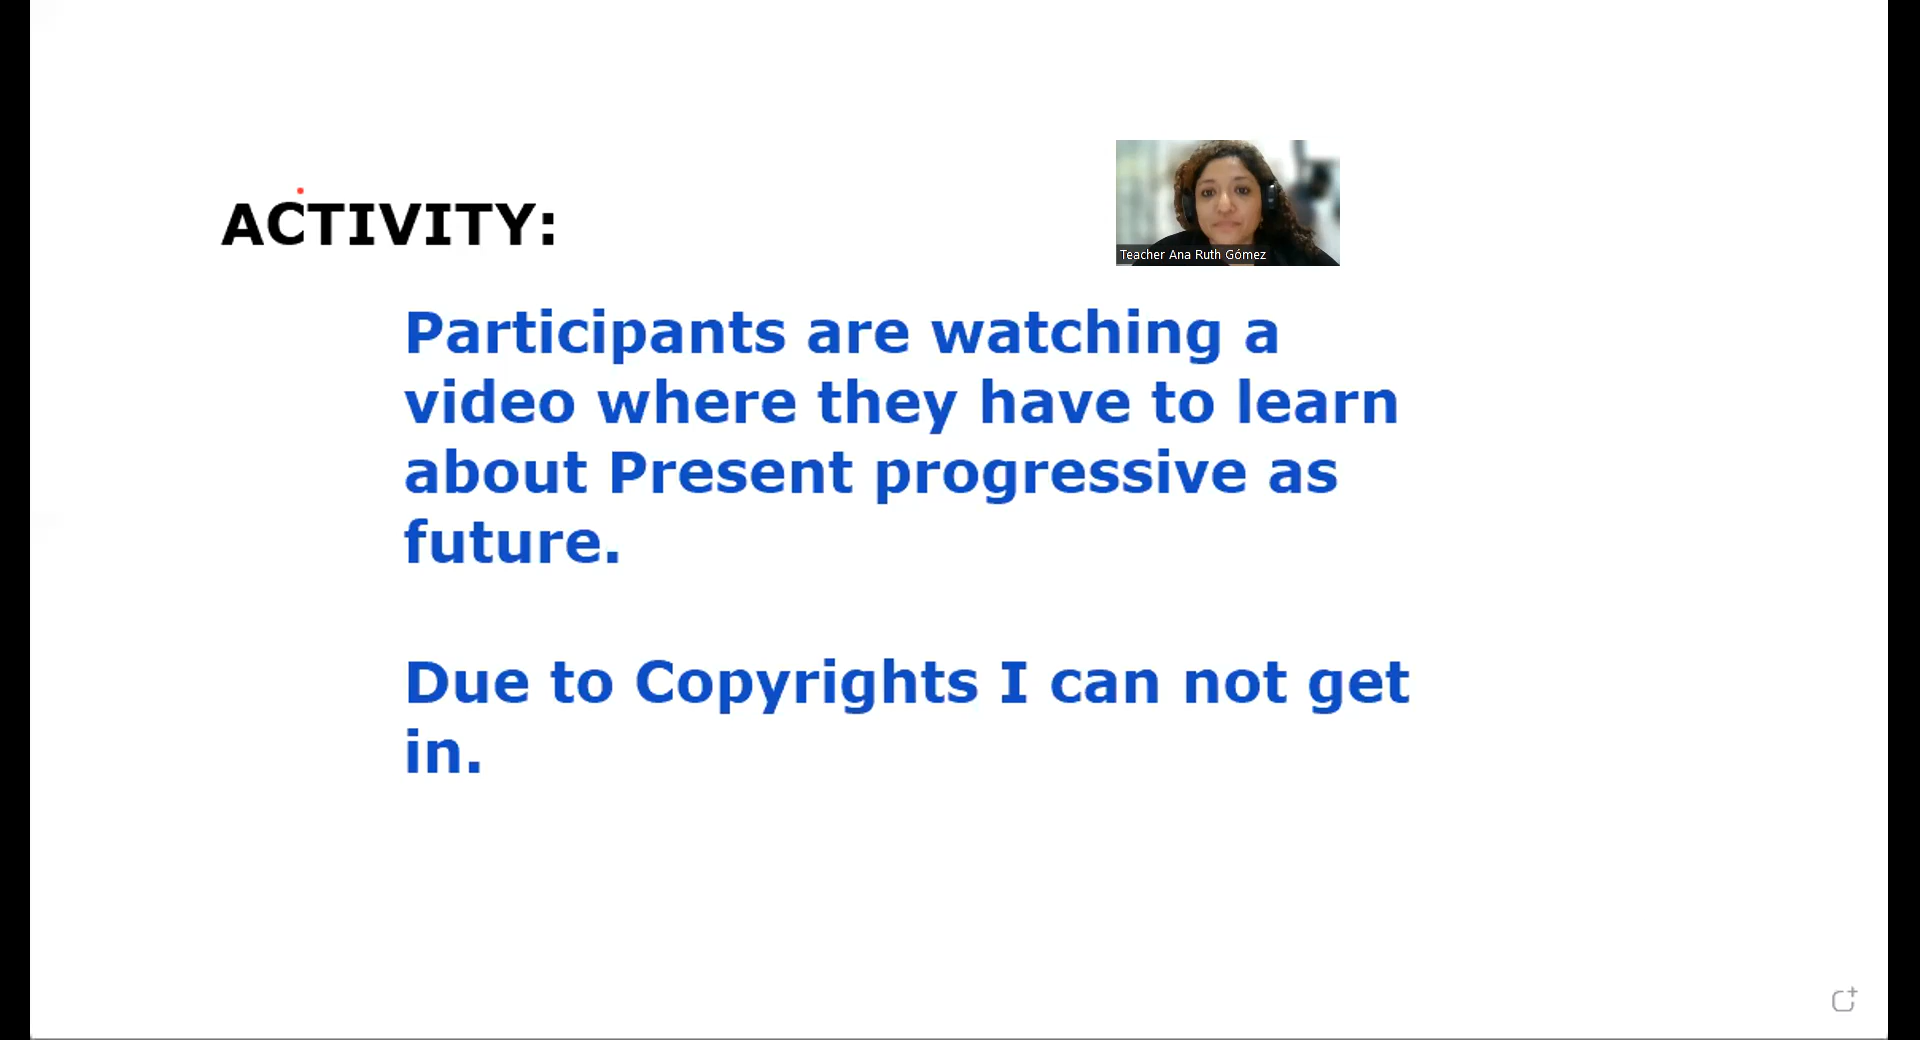 ACTIVITY:
Teacher Ana Ruth Gómez
Participants are watching a
video where they have to learn
about Present progressive as
future.
Due to Copyrights I can not get
in.